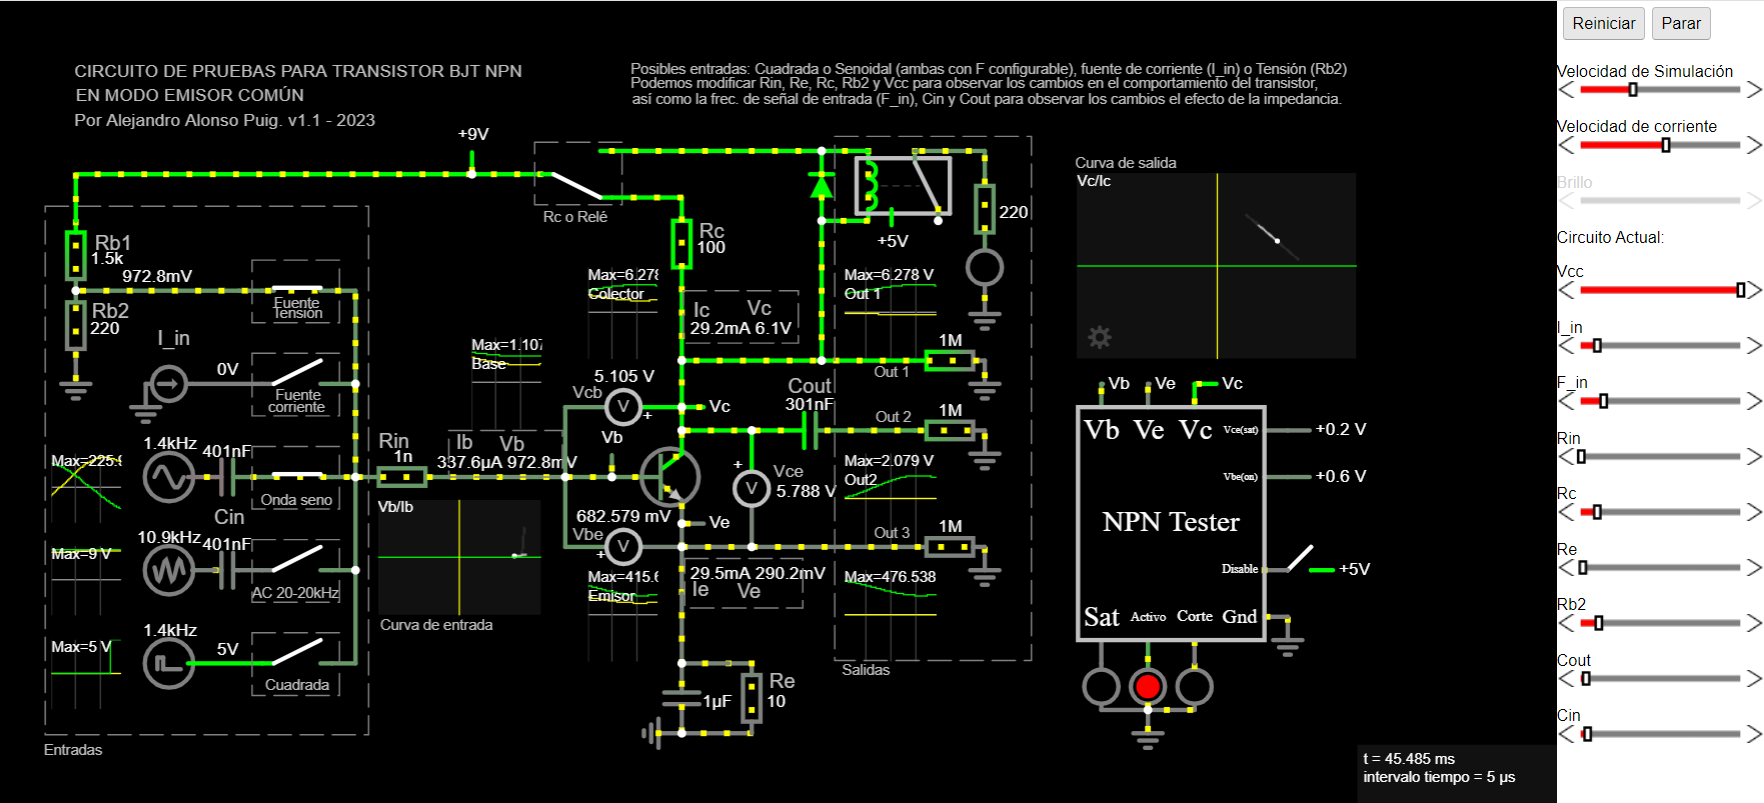 CIRCUITO DE PRUEBAS PARA TRANSISTOR BJT NPN
EN MODO EMISOR COMÚN
Por Alejandro Alonso Puig. v1.1 - 2023
Posibles entradas: Cuadrada o Senoidal (ambas con F configurable), fuente de corriente (I_in) o Tensión (Rb2)
Podemos modificar Rin, Re, Rc, Rb2 y Vcc para observar los cambios en el comportamiento del transistor,
así como la frec. de señal de entrada (F_in), Cin y Cout para observar los cambios el efecto de la impedancia.
+9V
Rc o Relé
Rb1
1.5k
972.8mV
Rb2
220
Fuente
Tensión
I_in
0V
Fuente
corriente
1.4kHz
401nF
Max=225.
Onda seno
Cin
10.9kHz
401nF
Max=9 V
AC 20-20kHz
1.4kHz
5V
Max=5 V
Cuadrada
Entradas
Rin
1n
Ib
Vb
337.6µA 972.8mV
Vb/Ib
Curva de entrada
Max=1.107
Base
Max=6.278
Colector
Rc
100
Ic
Vc
29.2mA 6.1V
5.105 V
Vcb
V
+
Vc
Vb
Cout
301nF
+
Vce
V
5.788 V
682.579 mV
Vbe
V
+
Ve
Max=415.6
Emisor
29.5mA 290.2mV
Ie
Ve
1µF
Re
10
+5V
220
Max=6.278 V
Out 1
1M
Out 1
Out 2
1M
Max=2.079 V
Out2
Out 3
1M
Max=476.538
Salidas
Curva de salida
Vc/Ic
Vb
Ve
Vc
Vb Ve Vc
Vce(sat)
+0.2 V
Vbe(on)
+0.6 V
NPN Tester
Disable
+5V
Sat Activo Corte Gnd
t = 45.485 ms
intervalo tiempo = 5 µs
Reiniciar
Parar
Velocidad de Simulación
Velocidad de corriente
Brillo
Circuito Actual:
Vcc
I_in
F_in
Rin
Rc
Re
Rb2
Cout
Cin